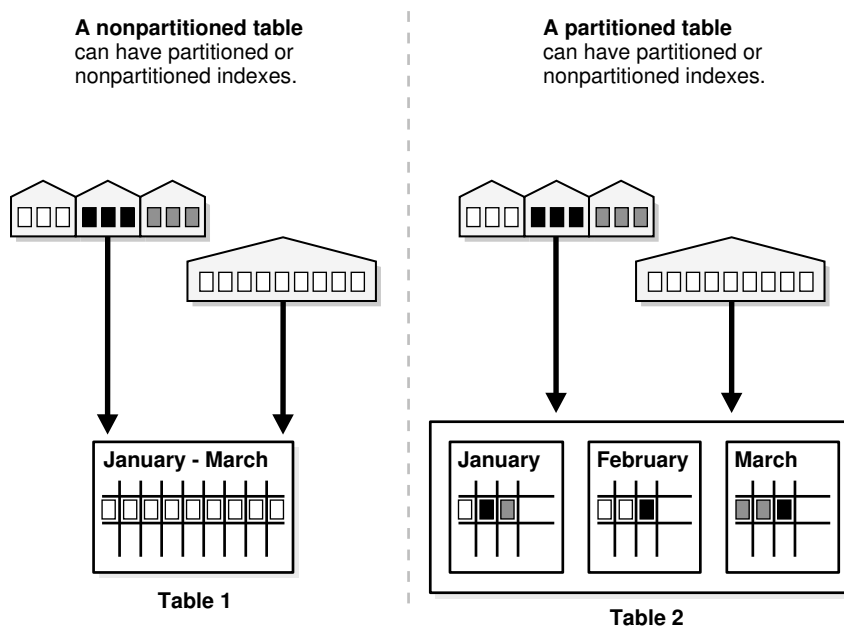 A nonpartitioned table
can have partitioned or
nonpartitioned indexes.
January - March
Table 1
A partitioned table
can have partitioned or
nonpartitioned indexes.
January
February
March
Table 2